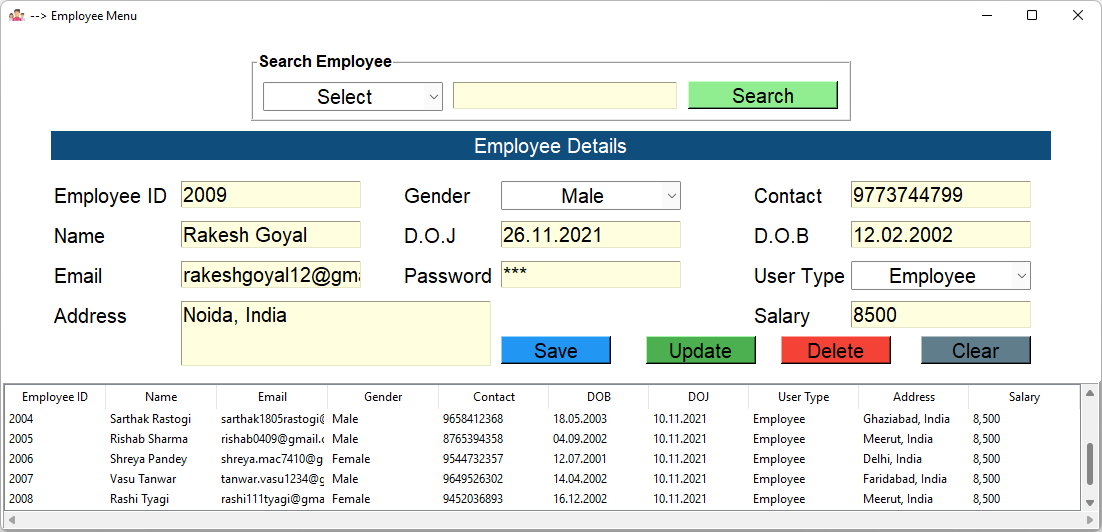 --> Employee Menu
Search Employee
Select Search
Employee Details
Employee ID 2009 Gender Male Contact 9773744799
Name Rakesh Goyal D.O.J 26.11.2021 D.O.B 12.02.2002
Email rakeshgoyal12@gma Password *** User Type Employee
Address Noida, India Salary 8500
Save Update Delete Clear
Employee ID Name Email Gender Contact DOB DOJ User Type Address Salary
2004 Sarthak Rastogi sarthak1805rastogi@ Male 9658412368 18.05.2003 10.11.2021 Employee Ghaziabad, India 8,500
2005 Rishab Sharma rishab0409@gmail.c Male 8765394358 04.09.2002 10.11.2021 Employee Meerut, India 8,500
2006 Shreya Pandey shreya.mac7410@g Female 9544732357 12.07.2001 10.11.2021 Employee Delhi, India 8,500
2007 Vasu Tanwar tanwar.vasu1234@g Male 9649526302 14.04.2002 10.11.2021 Employee Faridabad, India 8,500
2008 Rashi Tyagi rashi111tyagi@gma Female 9452036893 16.12.2002 10.11.2021 Employee Meerut, India 8,500